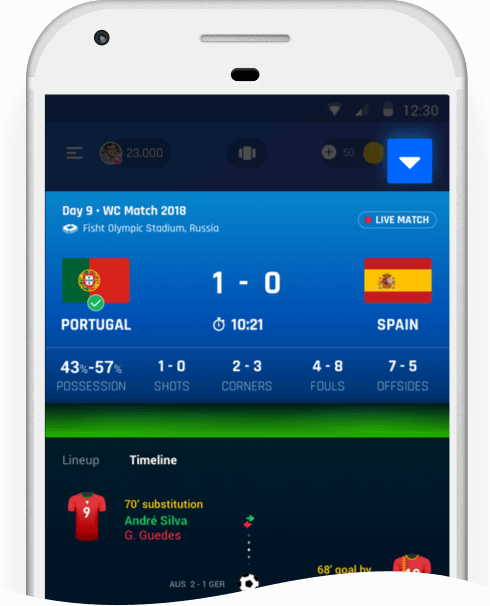 12:30
23,000
50
Day 9 • WC Match 2018
LIVE MATCH
Fisht Olympic Stadium, Russia
1 - 0
PORTUGAL
10:21
SPAIN
43%-57%
1 - 0
2 - 3
4 - 8
7 - 5
POSSESSION
SHOTS
CORNERS
FOULS
OFFSIDES
Lineup
Timeline
9
70' substitution
André Silva
G. Guedes
68' goal by
AUS 2 - 1 GER